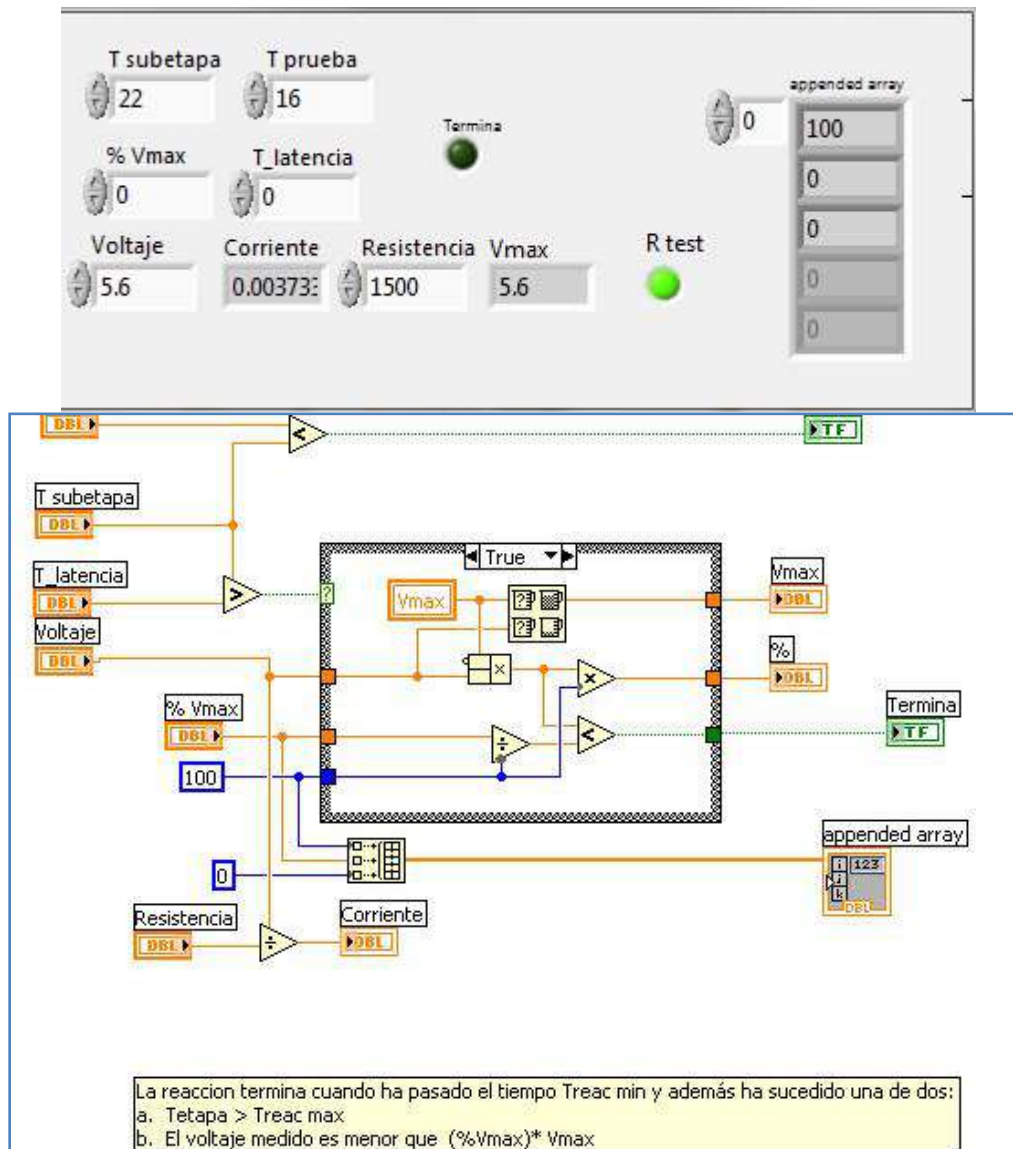 T subetapa T prueba
22 16
Termina
appended array
0 100
% Vmax T_latencia
0 0
0
0
Voltaje Corriente Resistencia Vmax R test
5.6 0.00373 1500 5.6
0
0
DBL
<
TF
T subetapa
DBL
T_latencia
DBL
>
?
True
Vmax
Vmax
DBL
Voltaje
DBL
%
DBL
x
x
% Vmax
DBL
÷
<
Termina
TF
100
0
appended array
123
DBL
Resistencia
DBL
÷
Corriente
DBL
La reaccion termina cuando ha pasado el tiempo Treac min y además ha sucedido una de dos:
a. Tetapa > Treac max
b. El voltaje medido es menor que (%Vmax)* Vmax